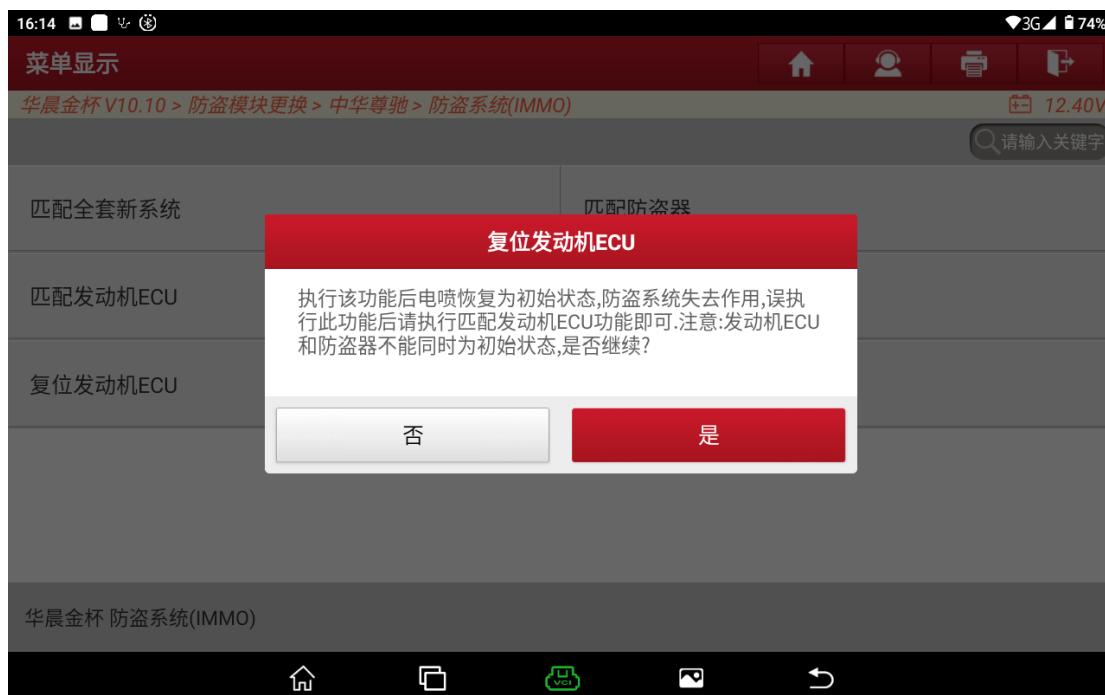 16:14
3G 74%
菜单显示
华晨金杯 V10.10 > 防盗模块更换 > 中华尊驰 > 防盗系统(IMMO)
12.40V
请输入关键字
匹配全套新系统
匹配防盗器
复位发动机ECU
匹配发动机ECU
执行该功能后电喷恢复为初始状态,防盗系统失去作用,误执
行此功能后请执行匹配发动机ECU功能即可.注意:发动机ECU
和防盗器不能同时为初始状态,是否继续?
复位发动机ECU
否
是
华晨金杯 防盗系统(IMMO)
VCI